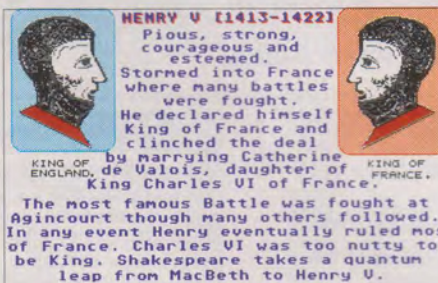 HENRY V [1413-1422]
Pious, strong,
courageous and
esteemed.
Stormed into France
where many battles
were fought.
He declared himself
King of France and
clinched the deal
by marrying Catherine
KING OF
ENGLAND.
KING OF
FRANCE.
de Valois, daughter of
King Charles VI of France.
The most famous Battle was fought at
Agincourt though many others followed.
In any event Henry eventually ruled mos
of France. Charles VI was too nutty to
be King. Shakespeare takes a quantum
leap from MacBeth to Henry V.